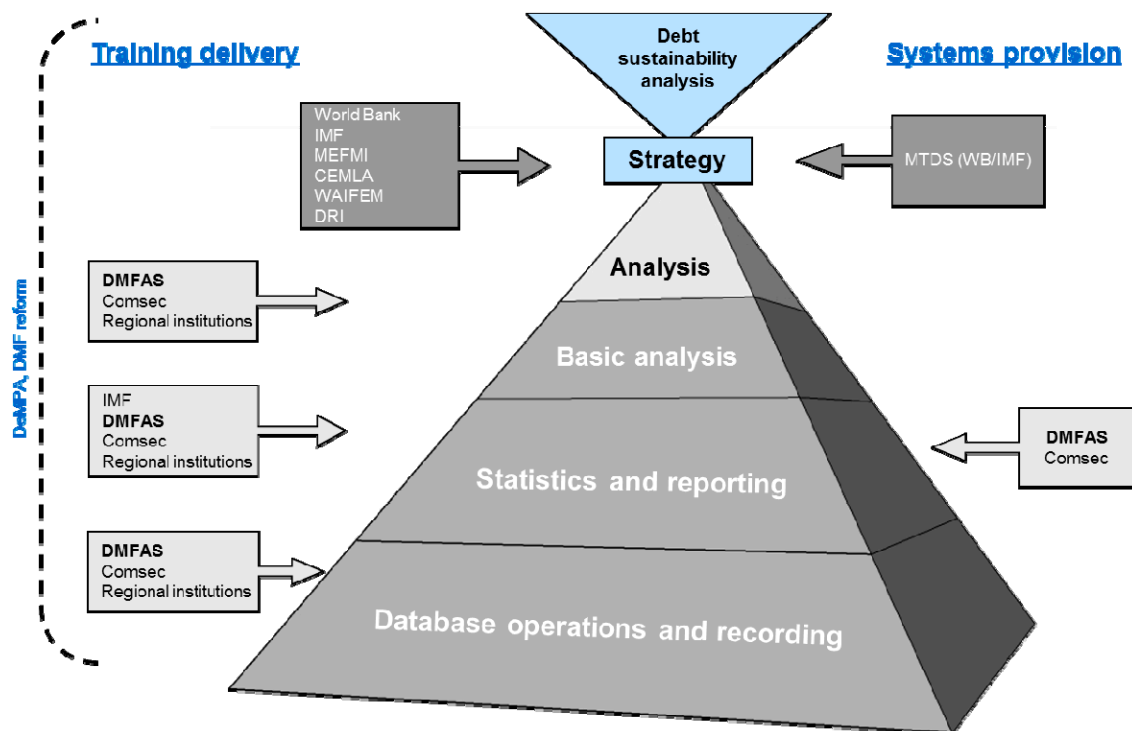 Training delivery
Debt
sustainability
analysis
Systems provision
World Bank
IMF
MEFMI
CEMLA
WAIFEM
DRI
Strategy
MTDS (WB/IMF)
DMFAS
Comsec
Regional institutions
Analysis
Basic analysis
IMF
DMFAS
Comsec
Regional institutions
DMFAS
Comsec
Statistics and reporting
DMFAS
Comsec
Regional institutions
Database operations and recording
DeMPA, DMF reform